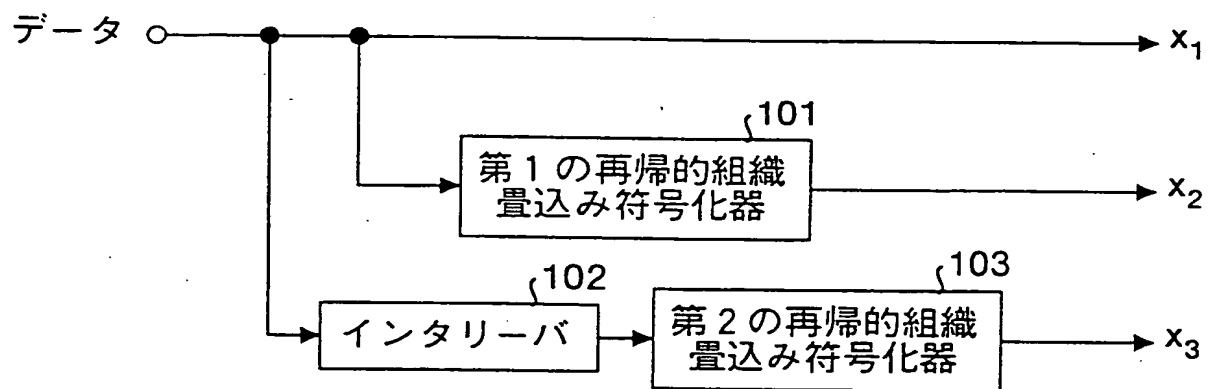 データ
x1
101
第1の再帰的組織
畳込み符号化器
x2
102
インタリーバ
103
第2の再帰的組織
畳込み符号化器
x3